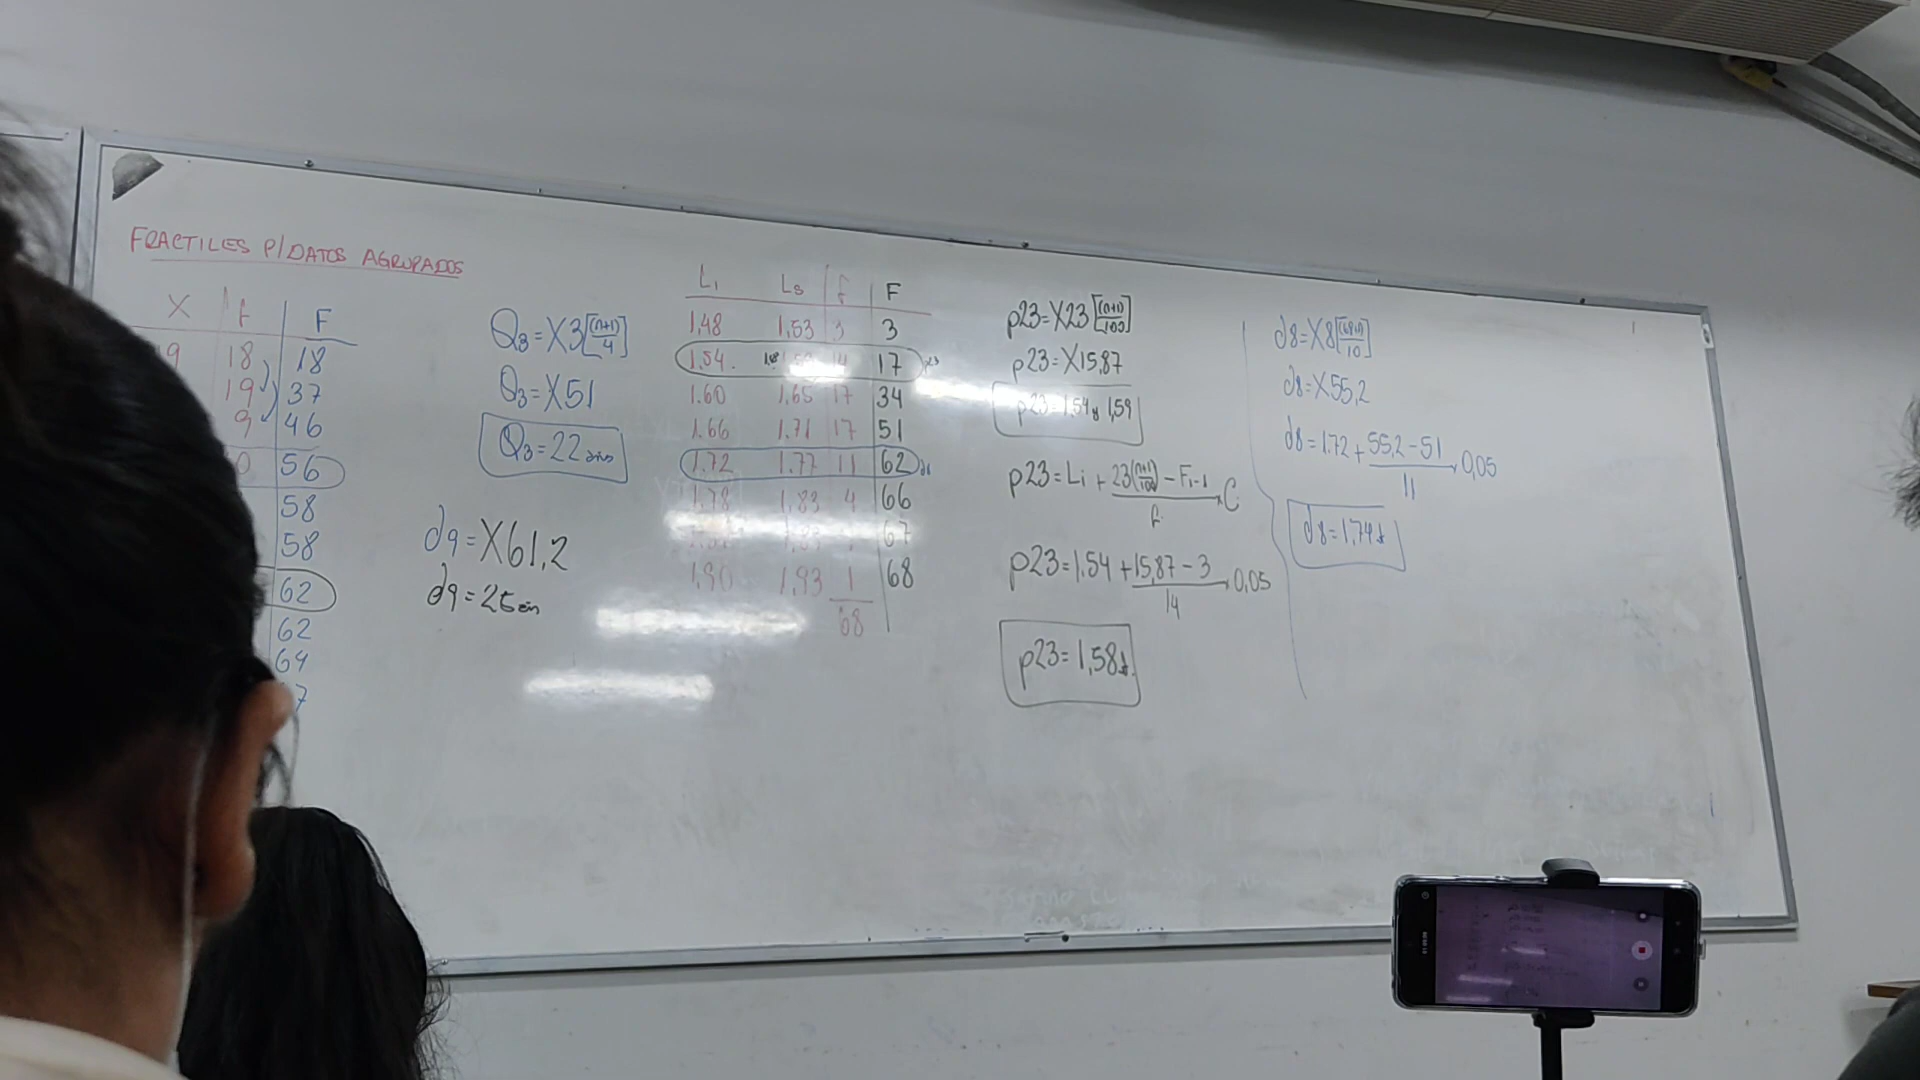 FRACTILES P/DATOS AGRUPADOS
X f F
9 18 18
19 37
9 46
0 56
58
58
62
62
64
7
Q3=X3[(n+1)/4]
Q3=X51
Q3=22 años
d9=X61,2
d9=25
Li Ls f F
1,48 1,53 3 3
1.54 14 17
1.60 1,65 17 34
1.66 1.71 17 51
1.72 1.77 11 62
1.78 1,83 4 66
67
1,90 1,93 1 68
68
p23=X23[(n+1)/100]
p23=X15,87
p23=1,54 y 1,59
p23=Li + 23(n+1)/100 - Fi-1 / f x C
p23=1.54 + 15,87 - 3 / 14 x 0,05
p23=1,58
d8=X8[(68+1)/10]
d8=X55,2
d8=1.72 + 55,2 - 51 / 11 x 0,05
d8=1,74